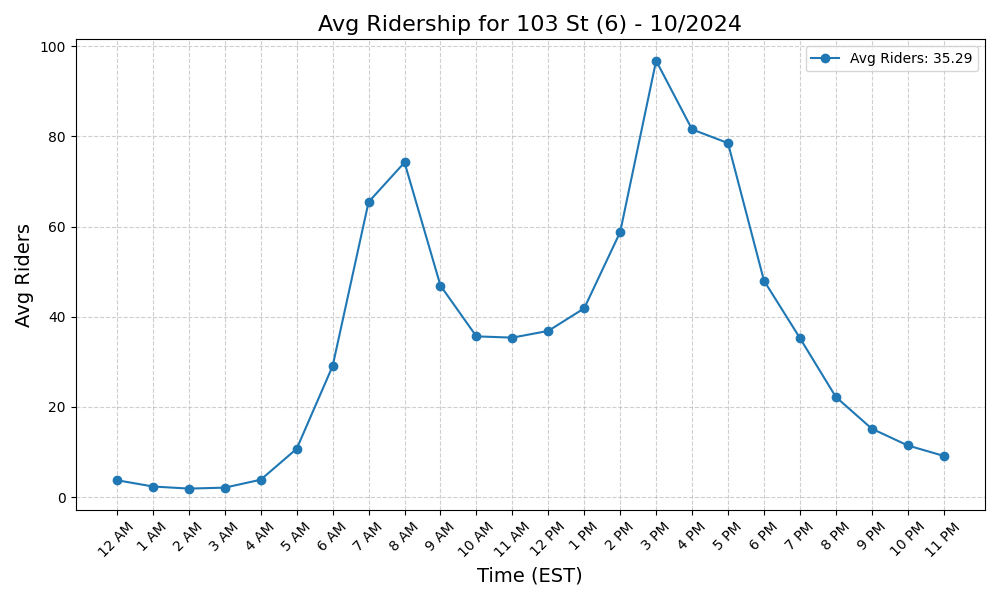 Avg Ridership for 103 St (6) - 10/2024
Avg Riders: 35.29
Avg Riders
100
80
60
40
20
0
12 AM
1 AM
2 AM
3 AM
4 AM
5 AM
6 AM
7 AM
8 AM
9 AM
10 AM
11 AM
12 PM
1 PM
2 PM
3 PM
4 PM
5 PM
6 PM
7 PM
8 PM
9 PM
10 PM
11 PM
Time (EST)